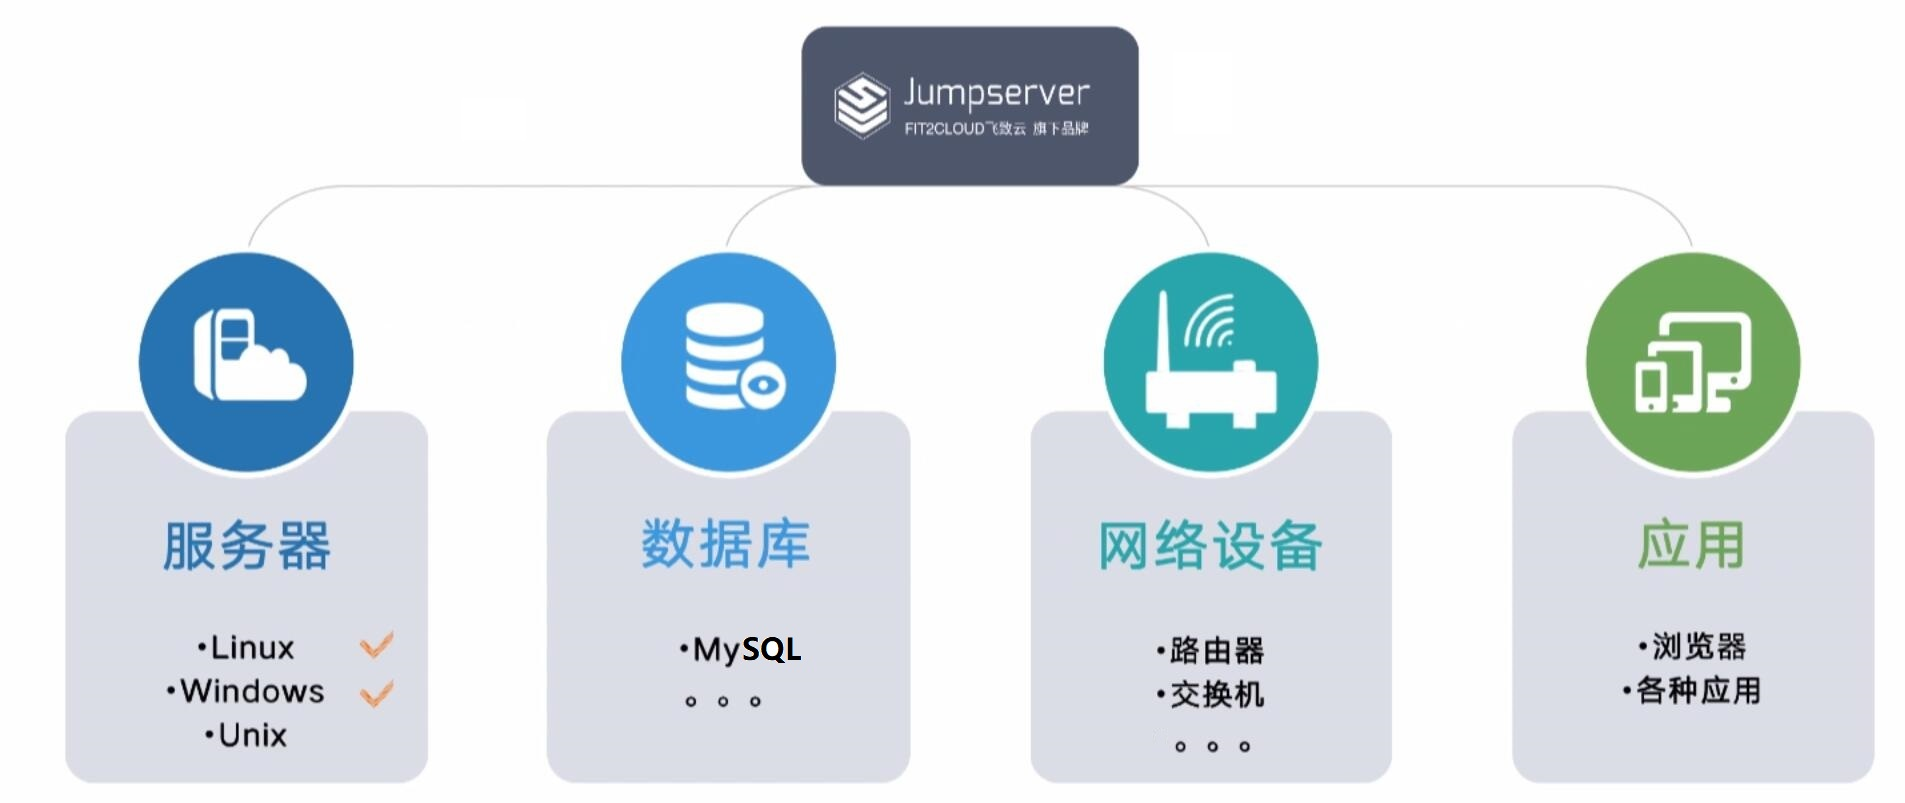 Jumpserver
FIT2CLOUD飞致云 旗下品牌
服务器
•Linux
•Windows
•Unix
数据库
•MySQL
。。。
网络设备
•路由器
•交换机
。。。
应用
•浏览器
•各种应用